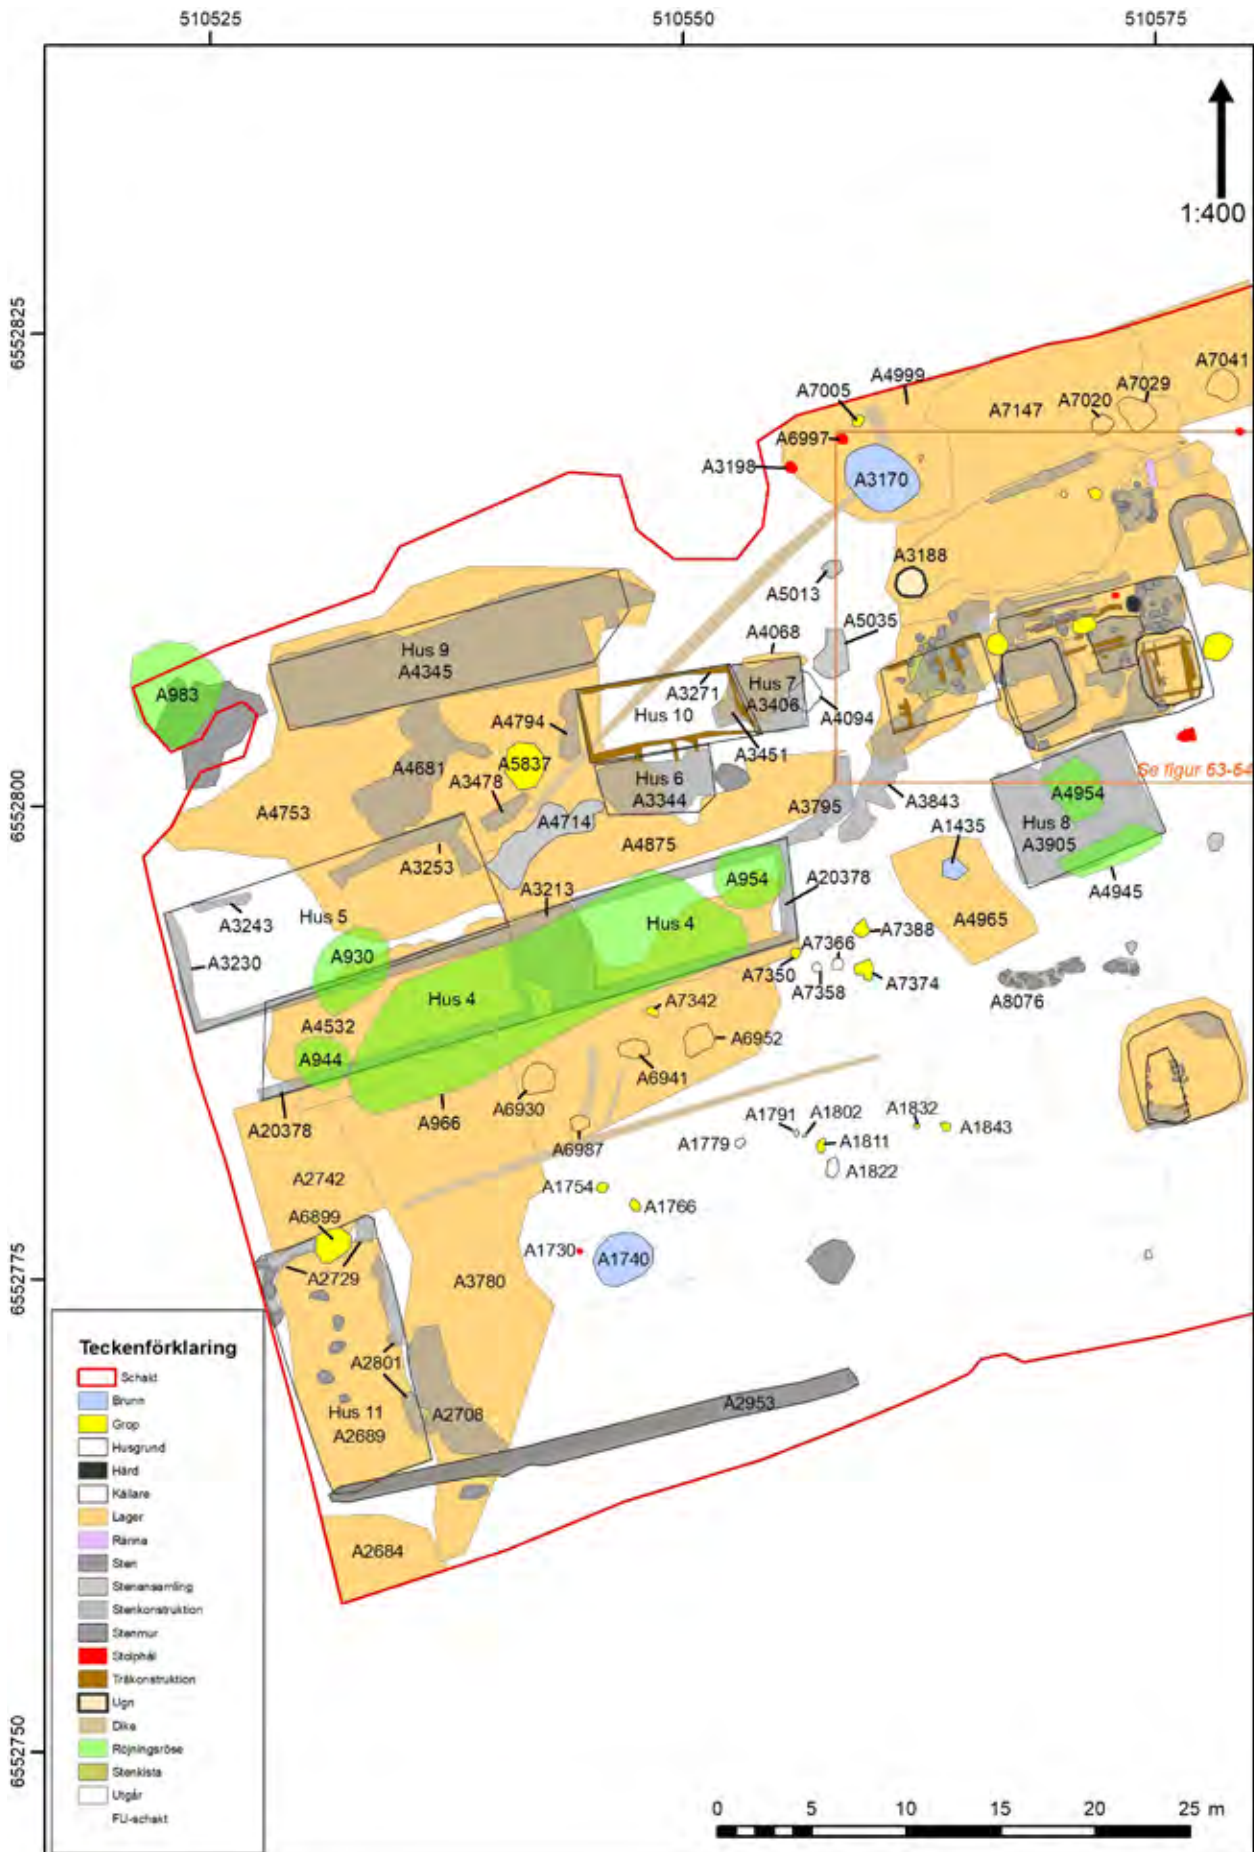 510525 510550 510575
1:400
6552825
6552800
6552775
6552750
A7041
A4999
A7005
A7029
A7020
A7147
A6997
A3198
A3170
A3188
A5013
A5035
A4068
Hus 9
A4345
A3271
Hus 7
A3406
A983
A4794
Hus 10
A4094
A3451
A5837
A4681
A3478
Hus 6
A3344
Se figur 63-64
A4954
A4753
A4714
A3795
A3843
Hus 8
A3905
A4875
A1435
A3253
A3213
A954
A20378
A4945
A3243
Hus 5
Hus 4
A4965
A7366
A7388
A3230
A930
A7350
A7358
A7374
Hus 4
A8076
A4532
A7342
A6952
A944
A6941
A6930
A20378
A966
A6987
A1791
A1802
A1832
A1843
A1779
A1811
A1822
A2742
A1754
A1766
A6899
A1730
A1740
A2729
A3780
A2801
Hus 11
A2689
A2708
A2953
A2684
Teckenförklaring
Schakt
Brunn
Grop
Husgrund
Härd
Källare
Lager
Ränna
Sten
Stenansamling
Stenkonstruktion
Stenmur
Stolphål
Träkonstruktion
Ugn
Dike
Röjningsröse
Stenkista
Utgår
FU-schakt
0 5 10 15 20 25 m